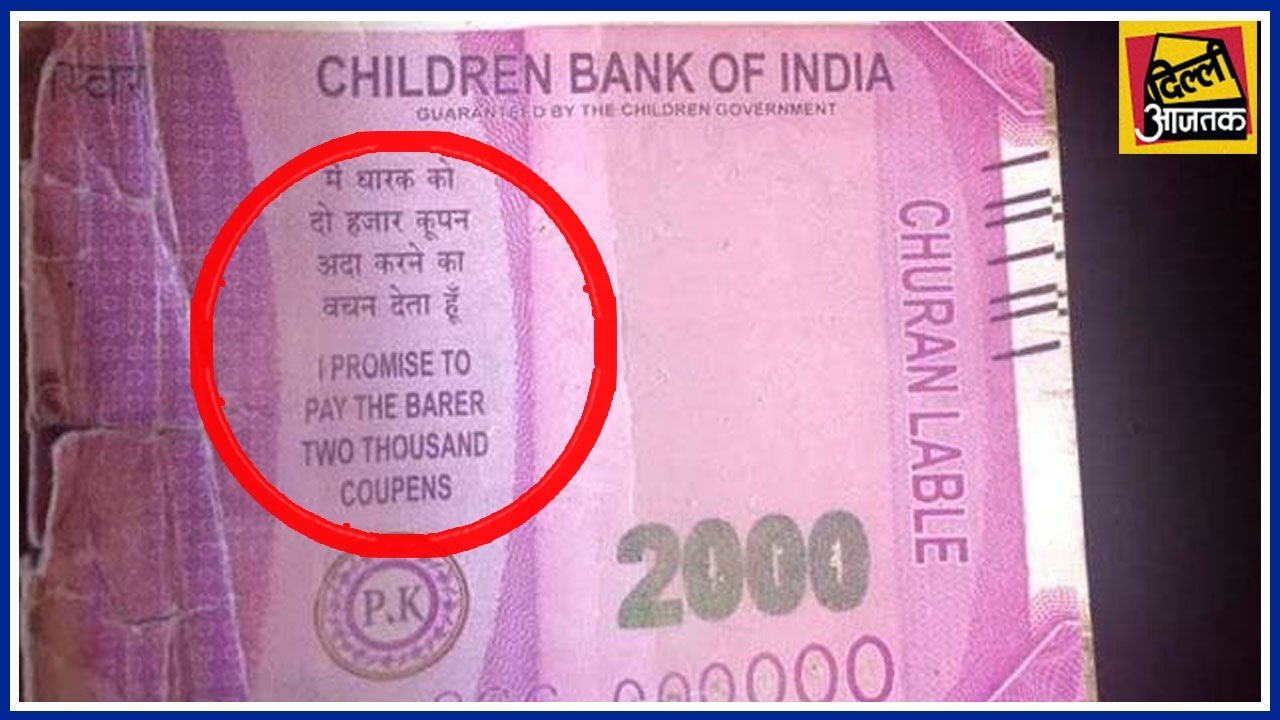 CHILDREN BANK OF INDIA
GUARANTEED BY THE CHILDREN GOVERNMENT
में धारक को
दो हजार कूपन
अदा करने का
वचन देता हूँ
I PROMISE TO
PAY THE BARER
TWO THOUSAND
COUPENS
P.K
2000
000000
CHURAN LABLE
दिल्ली
आजतक